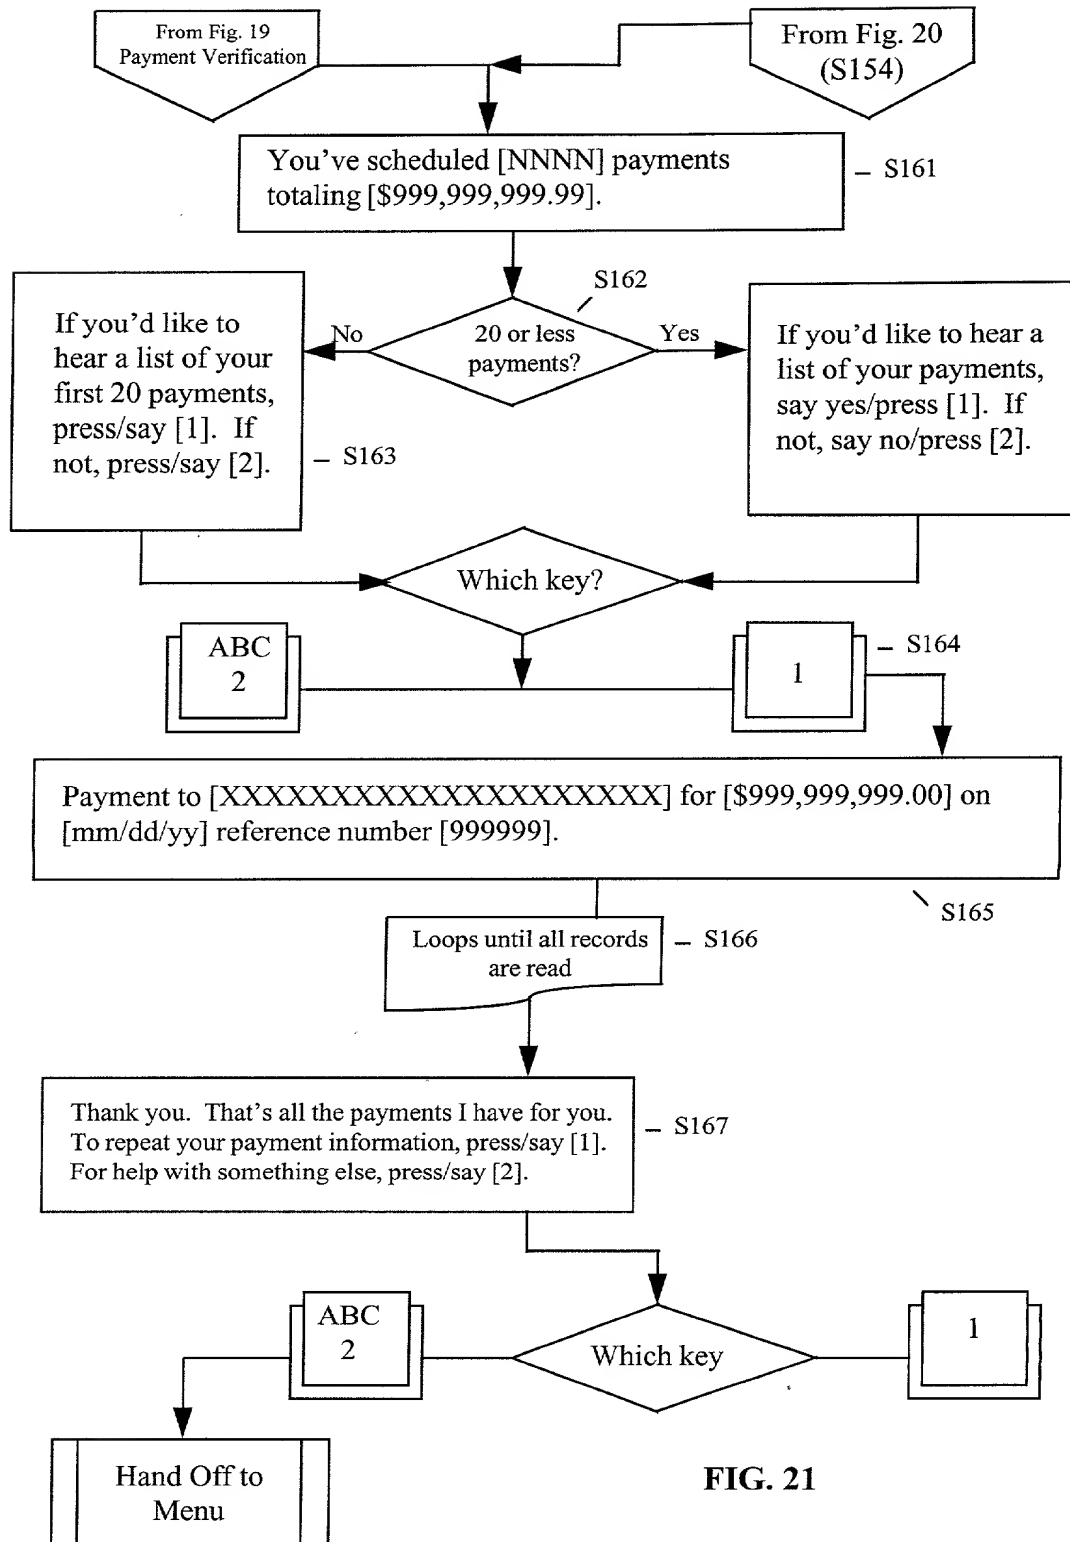 From Fig. 19
Payment Verification
From Fig. 20
(S154)
You've scheduled [NNNN] payments
totaling [$999,999,999.99].
S161
S162
If you'd like to
hear a list of your
first 20 payments,
press/say [1]. If
not, press/say [2].
S163
No
20 or less
payments?
Yes
If you'd like to hear a
list of your payments,
say yes/press [1]. If
not, say no/press [2].
Which key?
ABC
2
1
S164
Payment to [XXXXXXXXXXXXXXXXXXXX] for [$999,999,999.00] on
[mm/dd/yy] reference number [999999].
S165
Loops until all records
are read
S166
Thank you. That's all the payments I have for you.
To repeat your payment information, press/say [1].
For help with something else, press/say [2].
S167
ABC
2
Which key
1
Hand Off to
Menu
FIG. 21